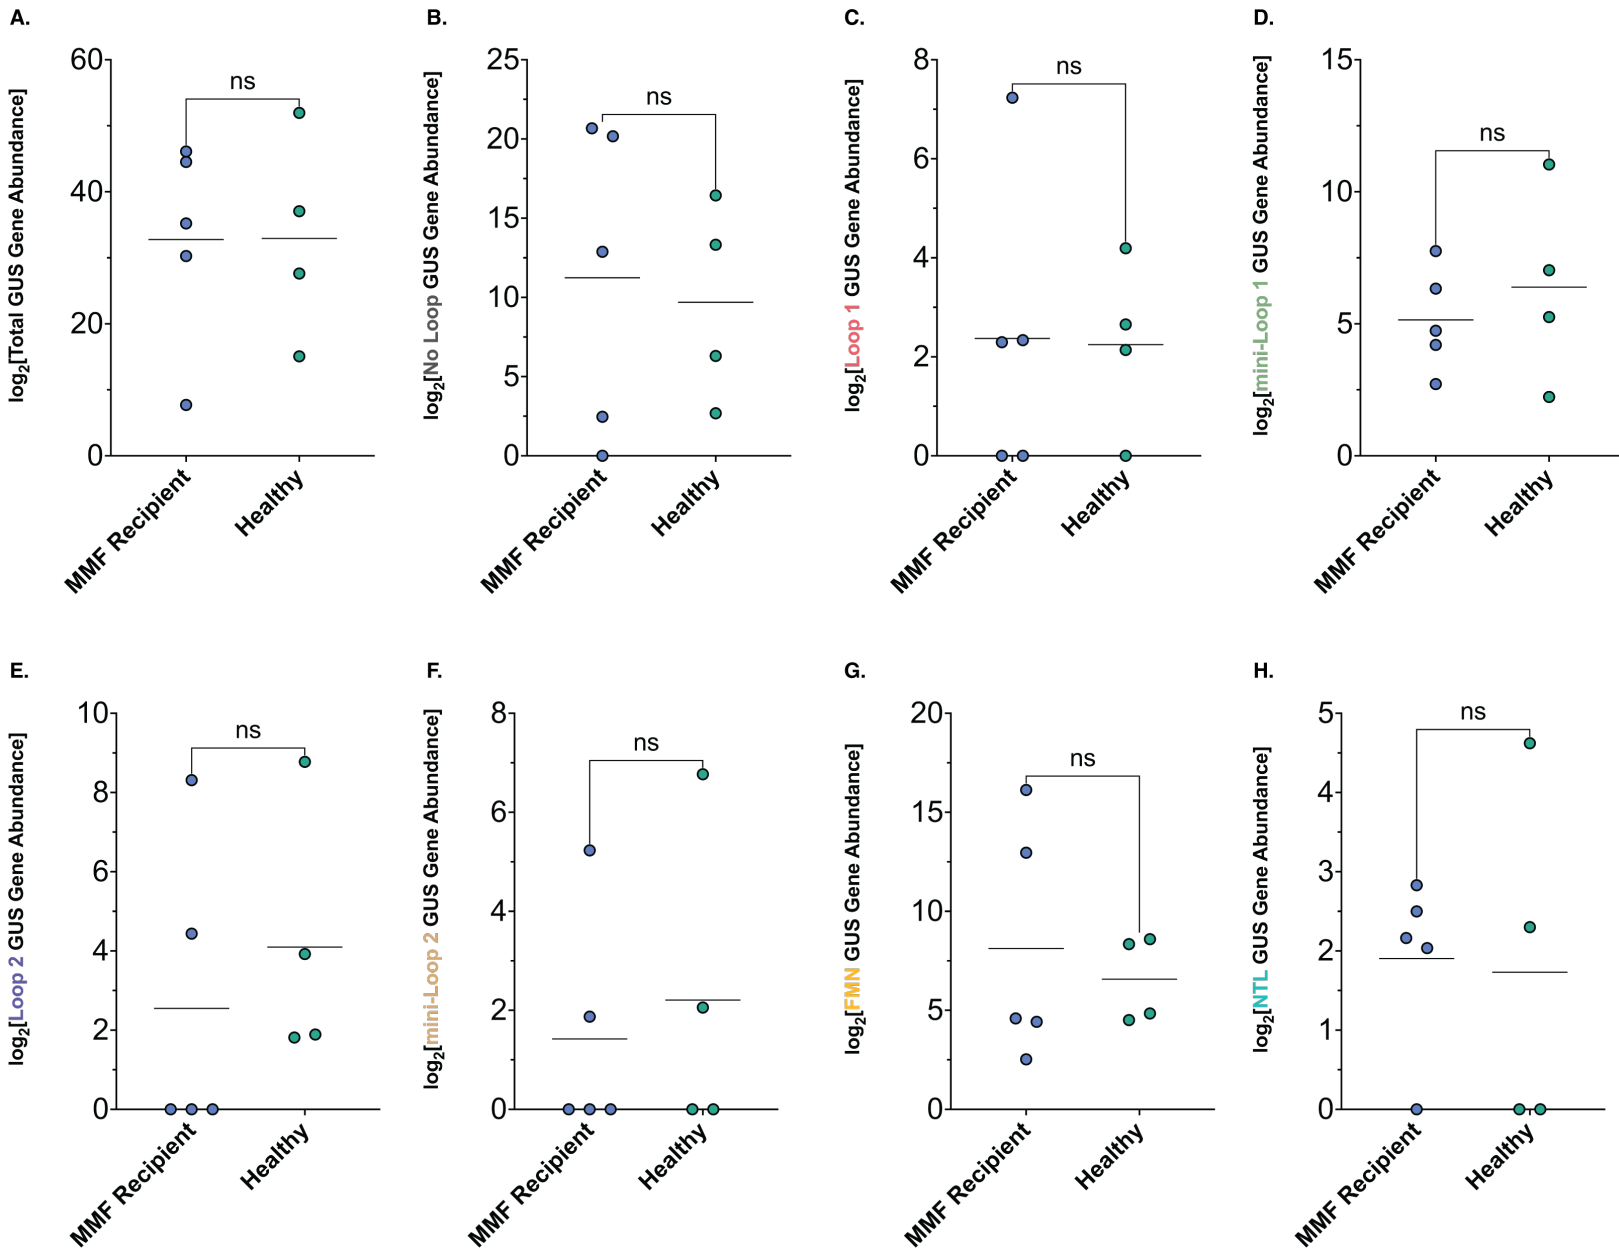 A.
log2[Total GUS Gene Abundance]
60
40
20
0
ns
MMF Recipient
Healthy
B.
log2[No Loop GUS Gene Abundance]
25
20
15
10
5
0
ns
MMF Recipient
Healthy
C.
log2[Loop 1 GUS Gene Abundance]
8
6
4
2
0
ns
MMF Recipient
Healthy
D.
log2[mini-Loop 1 GUS Gene Abundance]
15
10
5
0
ns
MMF Recipient
Healthy
E.
log2[Loop 2 GUS Gene Abundance]
10
8
6
4
2
0
ns
MMF Recipient
Healthy
F.
log2[mini-Loop 2 GUS Gene Abundance]
8
6
4
2
0
ns
MMF Recipient
Healthy
G.
log2[FMN GUS Gene Abundance]
20
15
10
5
0
ns
MMF Recipient
Healthy
H.
log2[NTL GUS Gene Abundance]
5
4
3
2
1
0
ns
MMF Recipient
Healthy